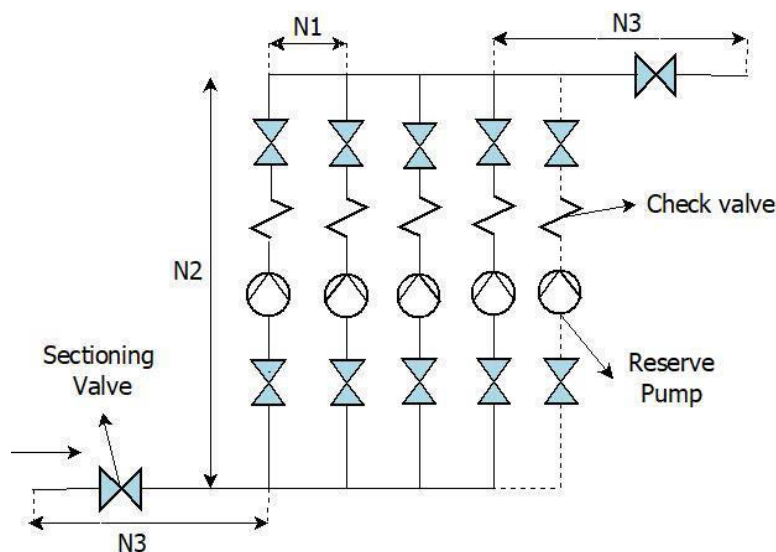 N1
N3
N2
Check valve
Sectioning
Valve
Reserve
Pump
N3